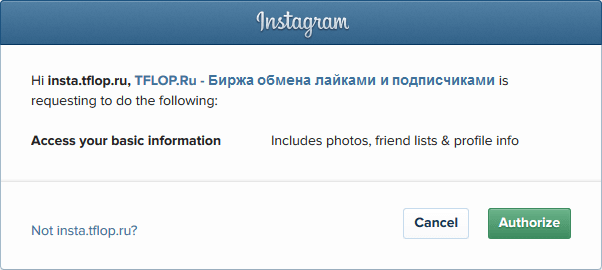 Instagram
Hi insta.tflop.ru, TFLOP.Ru - Биржа обмена лайками и подписчиками is
requesting to do the following:
Access your basic information Includes photos, friend lists & profile info
Not insta.tflop.ru? Cancel Authorize